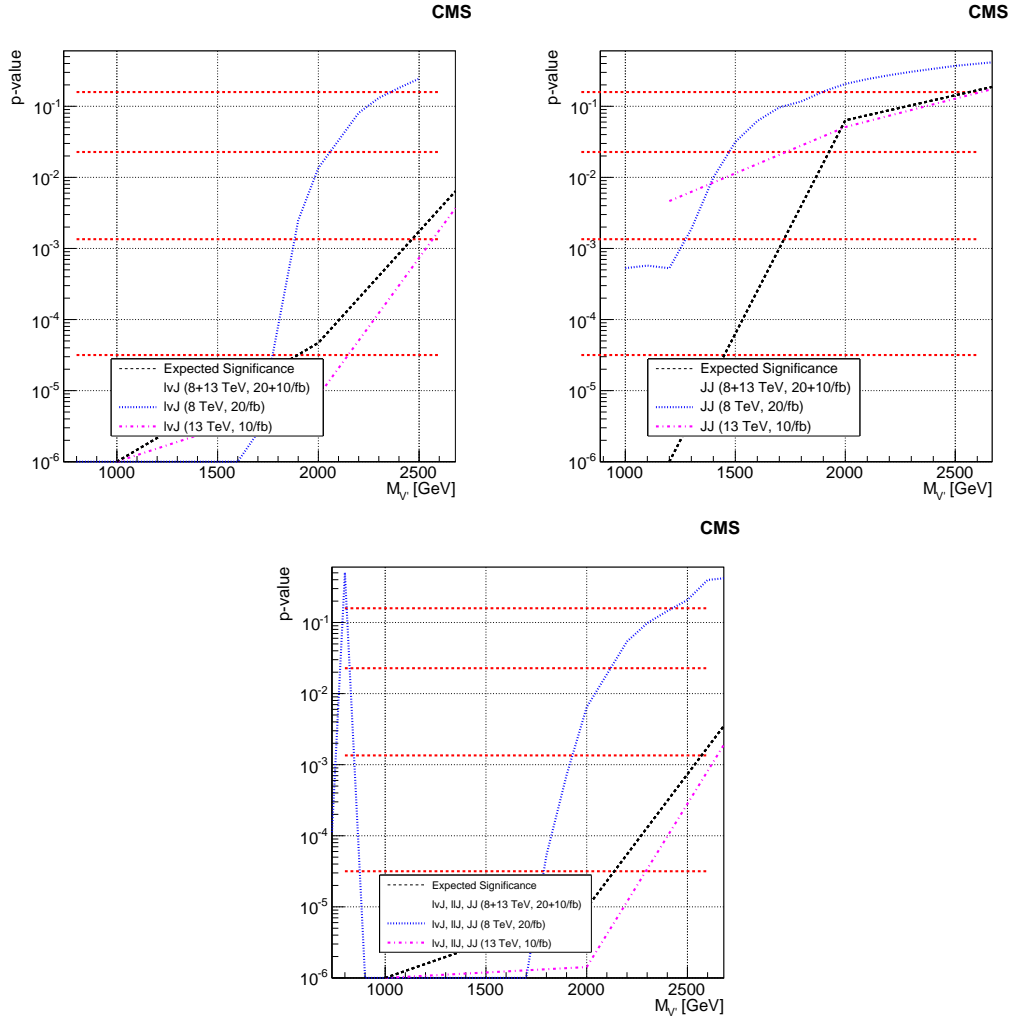 CMS
p-value
10^-1
10^-2
10^-3
10^-4
10^-5
10^-6
Expected Significance
lvJ (8+13 TeV, 20+10/fb)
lvJ (8 TeV, 20/fb)
lvJ (13 TeV, 10/fb)
1000 1500 2000 2500
M_V' [GeV]
CMS
p-value
10^-1
10^-2
10^-3
10^-4
10^-5
10^-6
Expected Significance
JJ (8+13 TeV, 20+10/fb)
JJ (8 TeV, 20/fb)
JJ (13 TeV, 10/fb)
1000 1500 2000 2500
M_V' [GeV]
CMS
p-value
10^-1
10^-2
10^-3
10^-4
10^-5
10^-6
Expected Significance
lvJ, llJ, JJ (8+13 TeV, 20+10/fb)
lvJ, llJ, JJ (8 TeV, 20/fb)
lvJ, llJ, JJ (13 TeV, 10/fb)
1000 1500 2000 2500
M_V' [GeV]